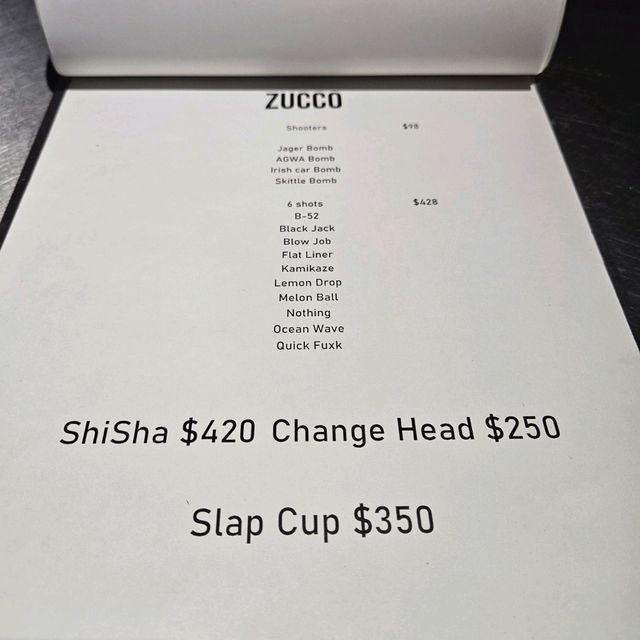 ZUCCO
Shooters $98
Jager Bomb
AGWA Bomb
Irish car Bomb
Skittle Bomb
6 shots $428
B-52
Black Jack
Blow Job
Flat Liner
Kamikaze
Lemon Drop
Melon Ball
Nothing
Ocean Wave
Quick Fuxk
ShiSha $420 Change Head $250
Slap Cup $350